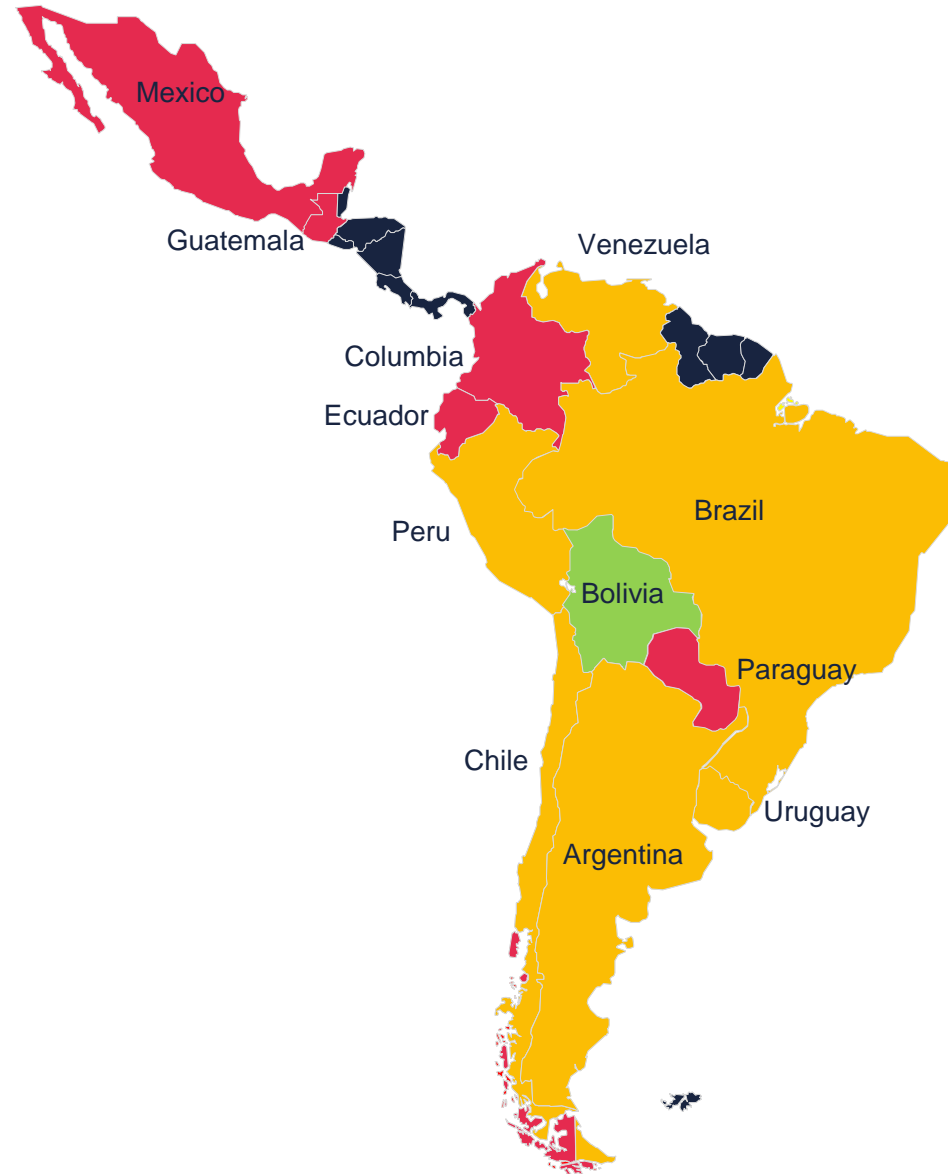 Mexico
Guatemala
Venezuela
Columbia
Ecuador
Brazil
Peru
Bolivia
Paraguay
Chile
Uruguay
Argentina